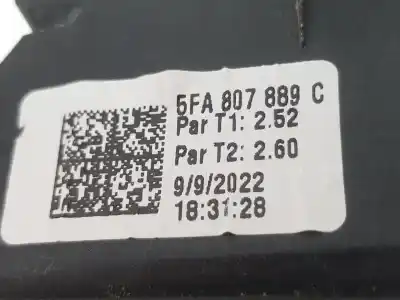 5FA 807 889 C
Par T1: 2.52
Par T2: 2.60
9/9/2022
18:31:28